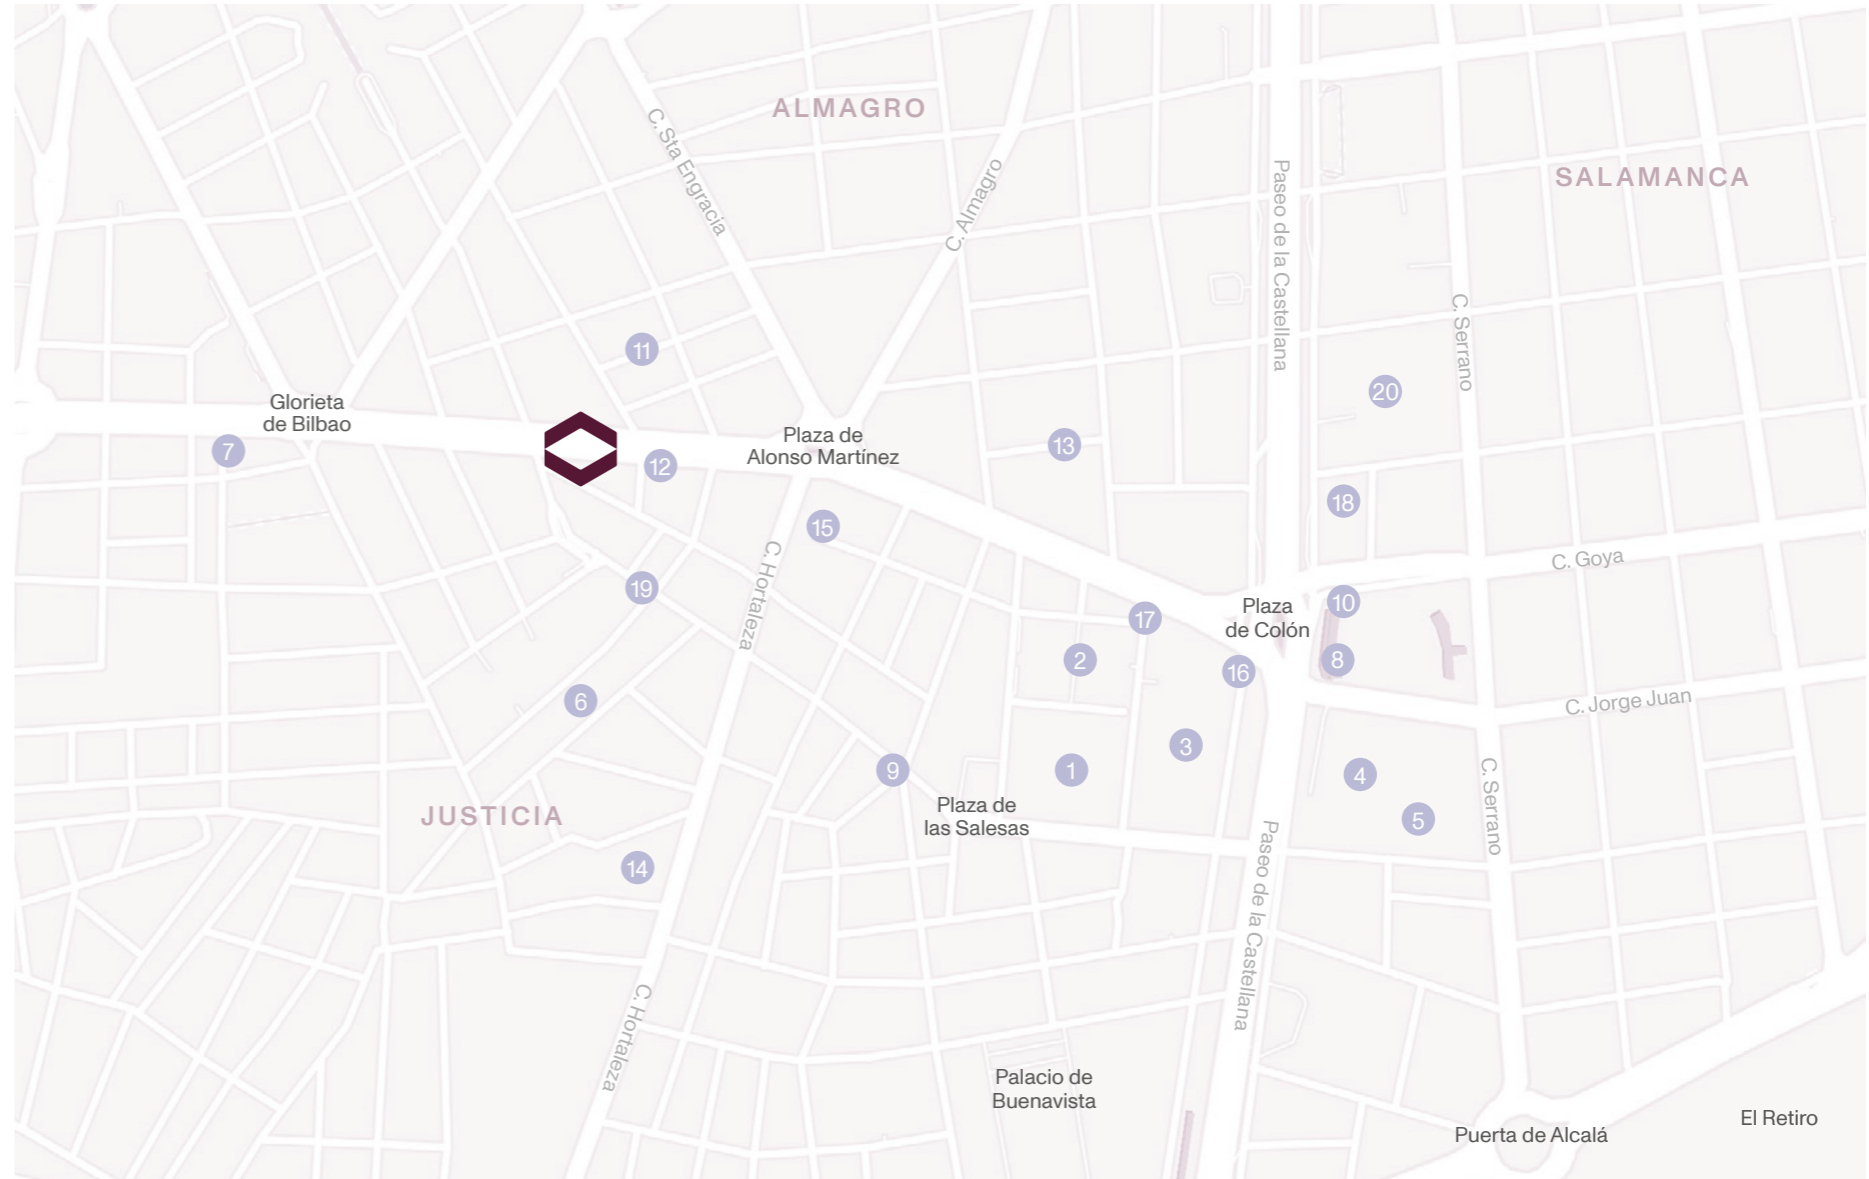 ALMAGRO
SALAMANCA
C. Sta Engracia
C. Almagro
Paseo de la Castellana
C. Serrano
11
20
Glorieta
de Bilbao
7
12
Plaza de
Alonso Martínez
13
18
15
C. Goya
C. Hortaleza
19
10
Plaza
de Colón
17
2
16
8
6
C. Jorge Juan
3
9
1
4
5
C. Serrano
JUSTICIA
Plaza de
las Salesas
14
Paseo de la Castellana
C. Hortaleza
Palacio de
Buenavista
El Retiro
Puerta de Alcalá